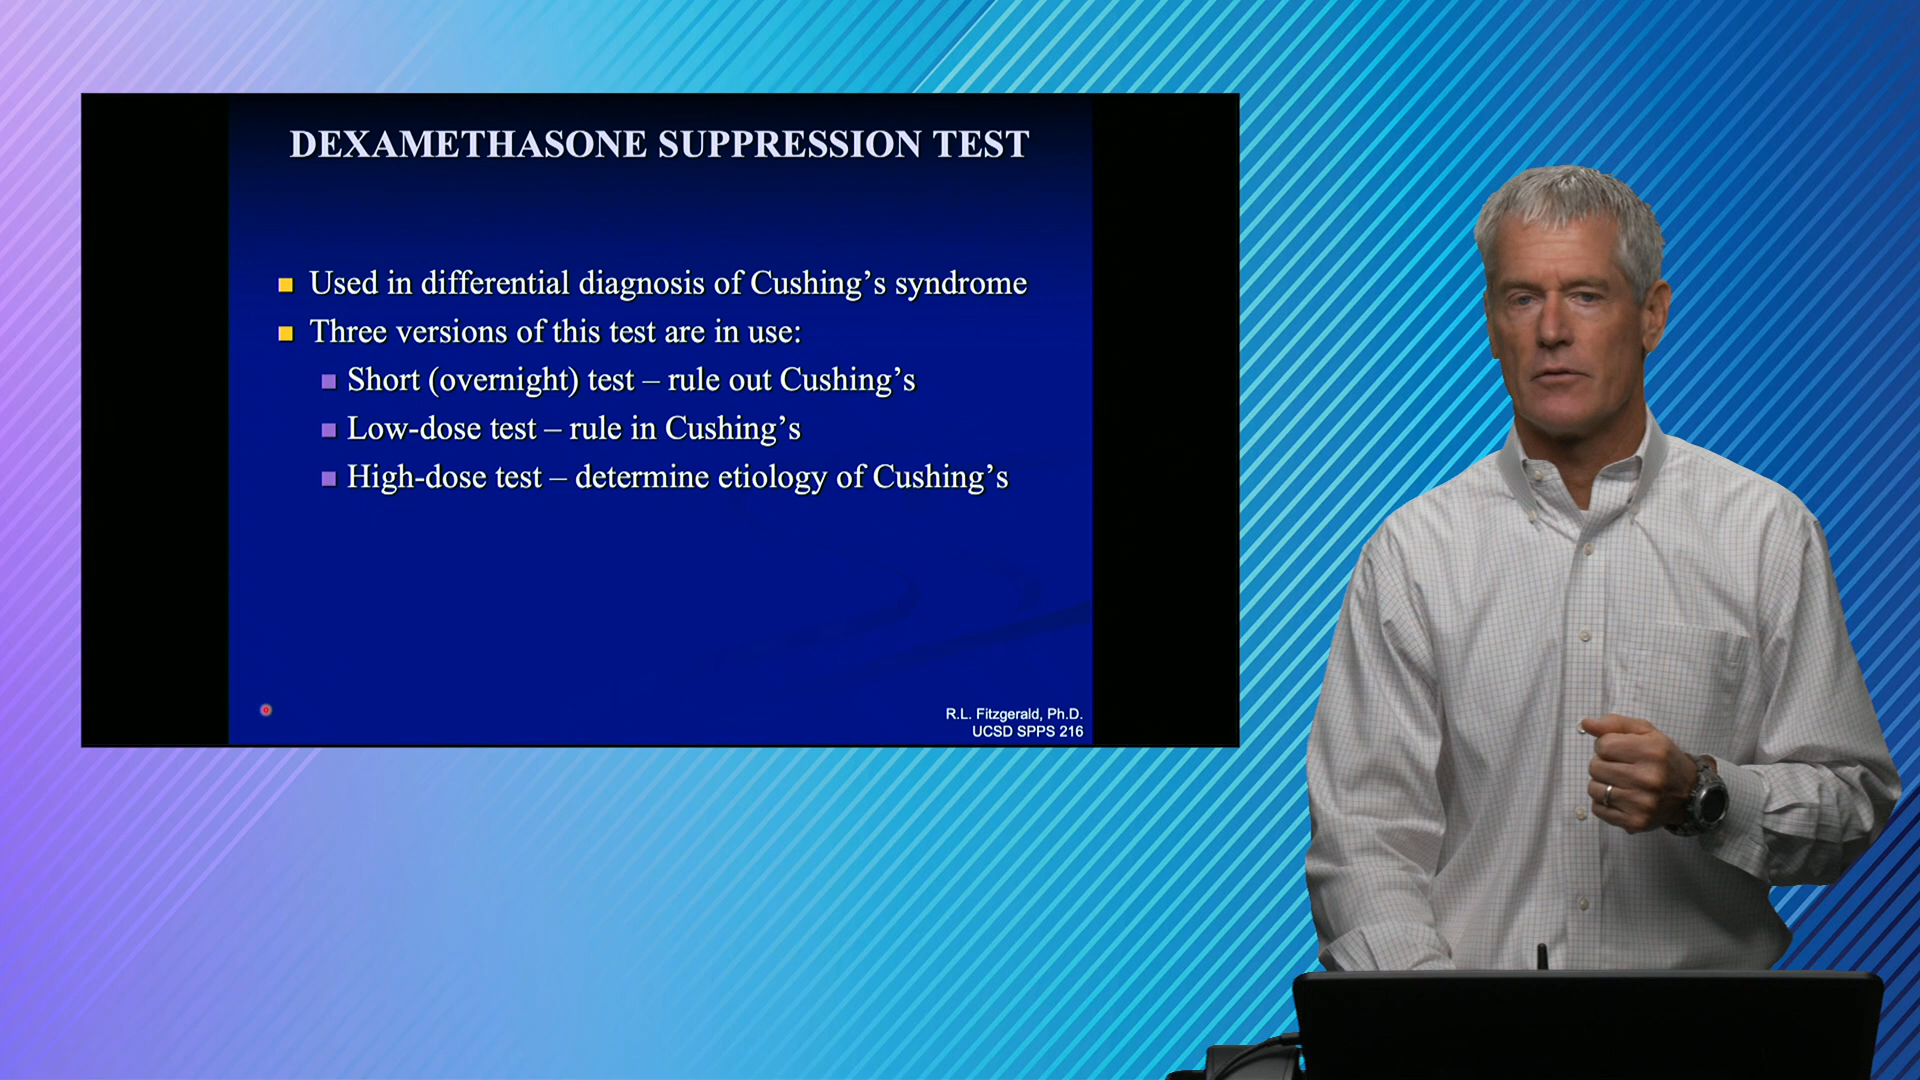 DEXAMETHASONE SUPPRESSION TEST
Used in differential diagnosis of Cushing’s syndrome
Three versions of this test are in use:
Short (overnight) test – rule out Cushing’s
Low-dose test – rule in Cushing’s
High-dose test – determine etiology of Cushing’s
R.L. Fitzgerald, Ph.D.
UCSD SPPS 216